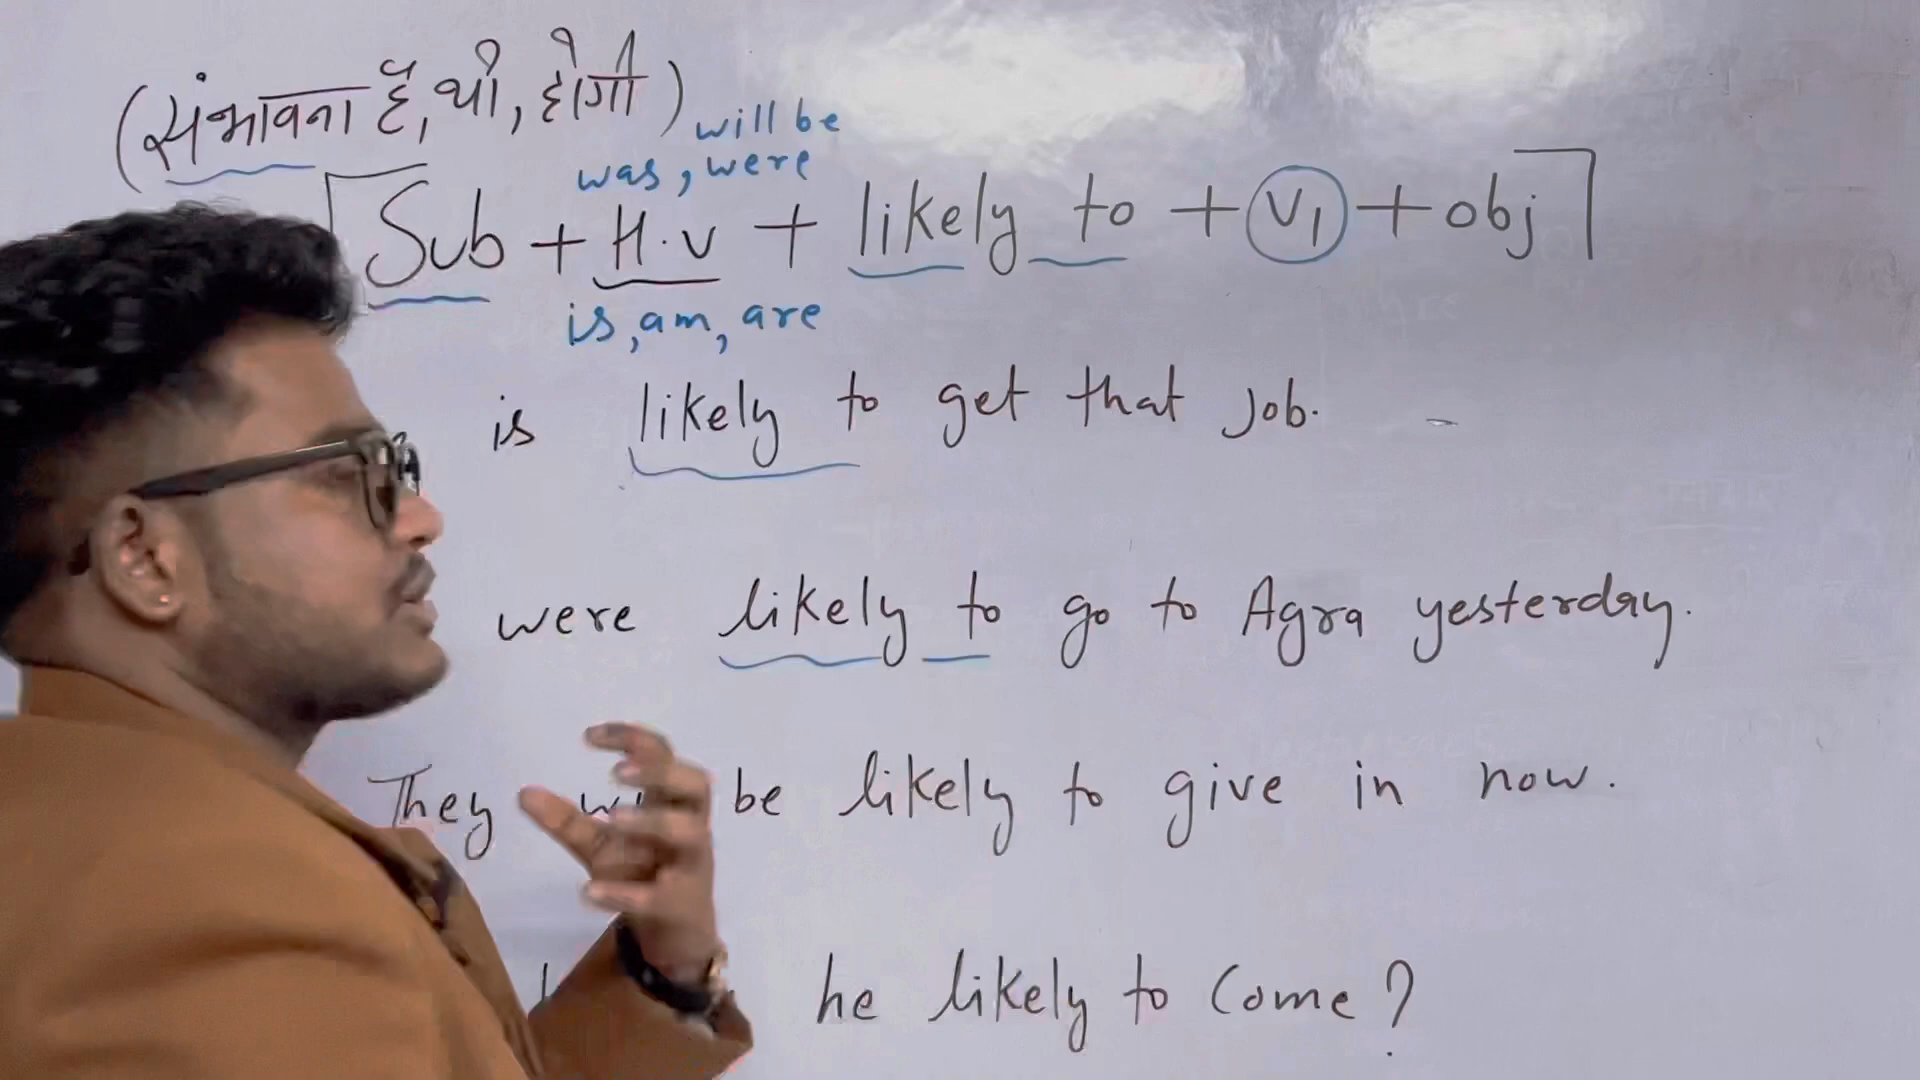 (संभावना है, थी, होगी) will be
was, were
Sub + H.v + likely to + V1 + obj
is, am, are
is likely to get that job.
were likely to go to Agra yesterday.
They be likely to give in now.
he likely to come?